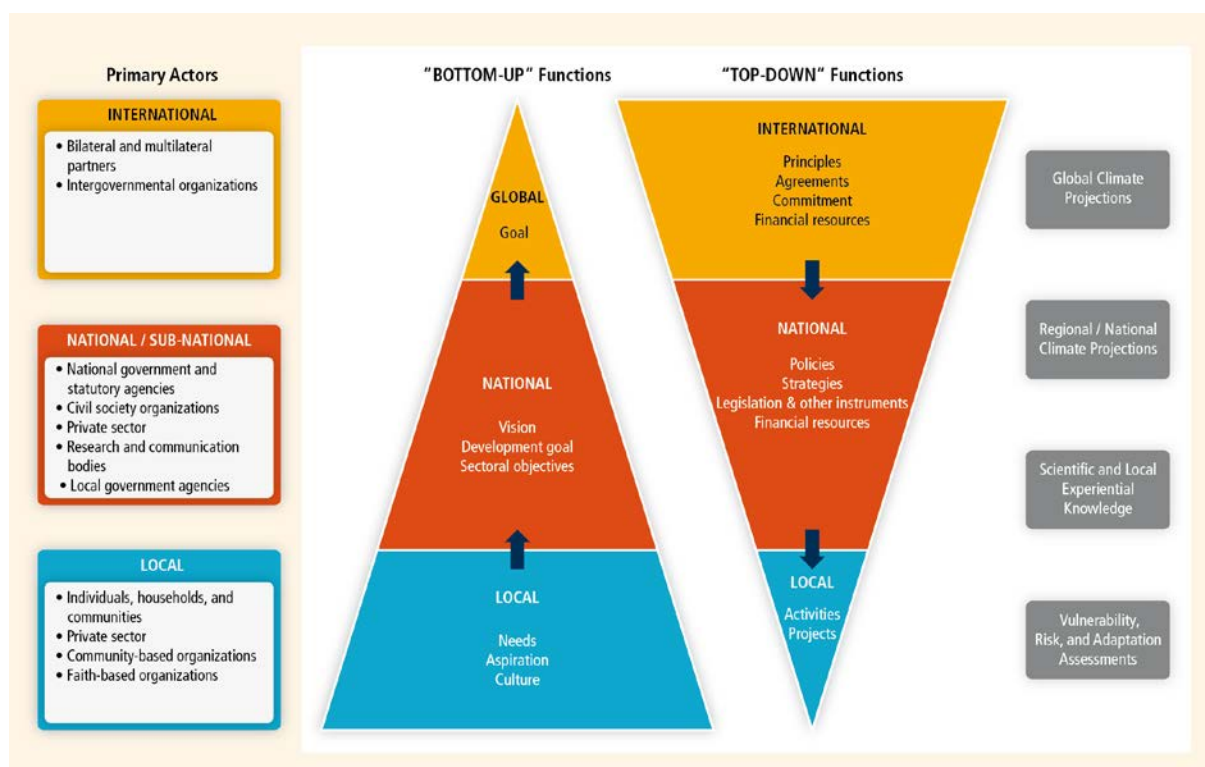 Primary Actors
INTERNATIONAL
• Bilateral and multilateral
partners
• Intergovernmental organizations
NATIONAL / SUB-NATIONAL
• National government and
statutory agencies
• Civil society organizations
• Private sector
• Research and communication
bodies
• Local government agencies
LOCAL
• Individuals, households, and
communities
• Private sector
• Community-based organizations
• Faith-based organizations
"BOTTOM-UP" Functions
GLOBAL
Goal
NATIONAL
Vision
Development goal
Sectoral objectives
LOCAL
Needs
Aspiration
Culture
"TOP-DOWN" Functions
INTERNATIONAL
Principles
Agreements
Commitment
Financial resources
NATIONAL
Policies
Strategies
Legislation & other instruments
Financial resources
LOCAL
Activities
Projects
Global Climate
Projections
Regional / National
Climate Projections
Scientific and Local
Experiential
Knowledge
Vulnerability,
Risk, and Adaptation
Assessments